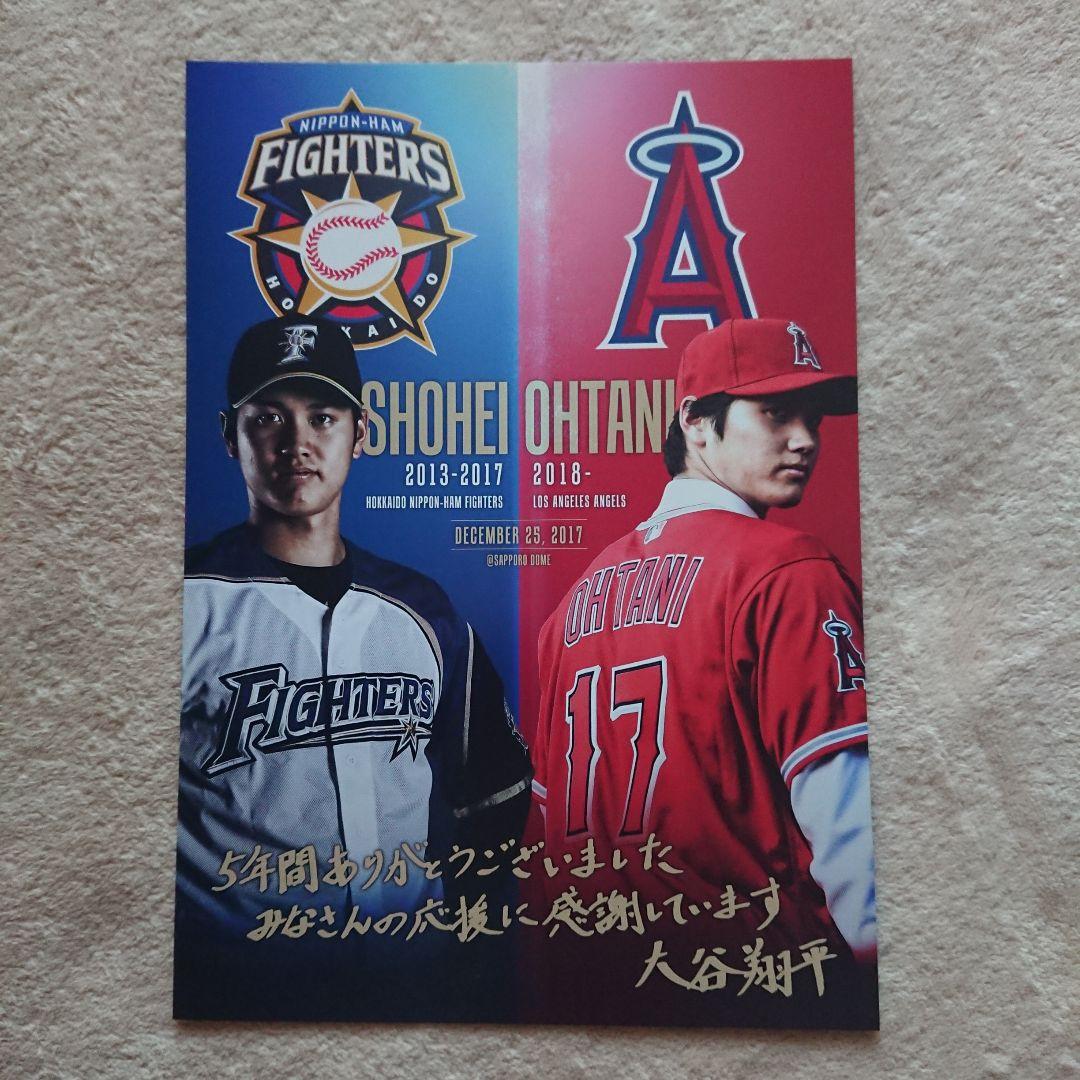 NIPPON-HAM
FIGHTERS
HOKKAIDO
A
F
A
SHOHEI OHTANI
2013-2017 2018-
HOKKAIDO NIPPON-HAM FIGHTERS LOS ANGELES ANGELS
DECEMBER 25, 2017
@SAPPORO DOME
OHTANI
17
A
FIGHTERS
5年間ありがとうございました
みなさんの応援に感謝しています
大谷翔平